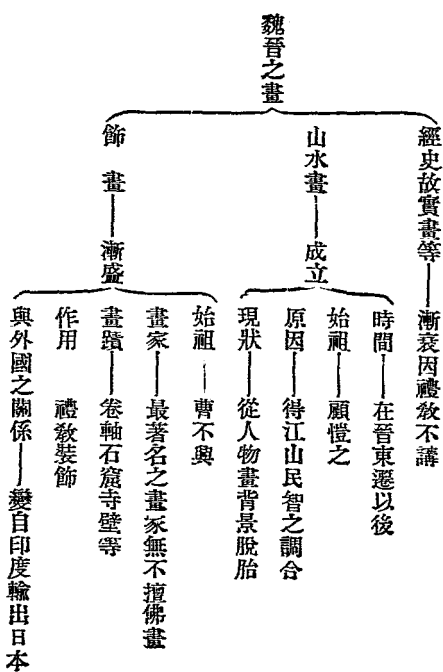 魏晉之畫
經史故實畫等——漸衰因禮教不講
山水畫——成立
時間——在晉東遷以後
始祖——顧愷之
原因——得江山民智之調合
現狀——從人物畫背景脫胎
飾畫——漸盛
始祖——曹不興
畫家——最著名之畫家無不擅佛畫
畫蹟——卷軸石窟寺壁等
作用 禮教裝飾
與外國之關係——變自印度輸出日本